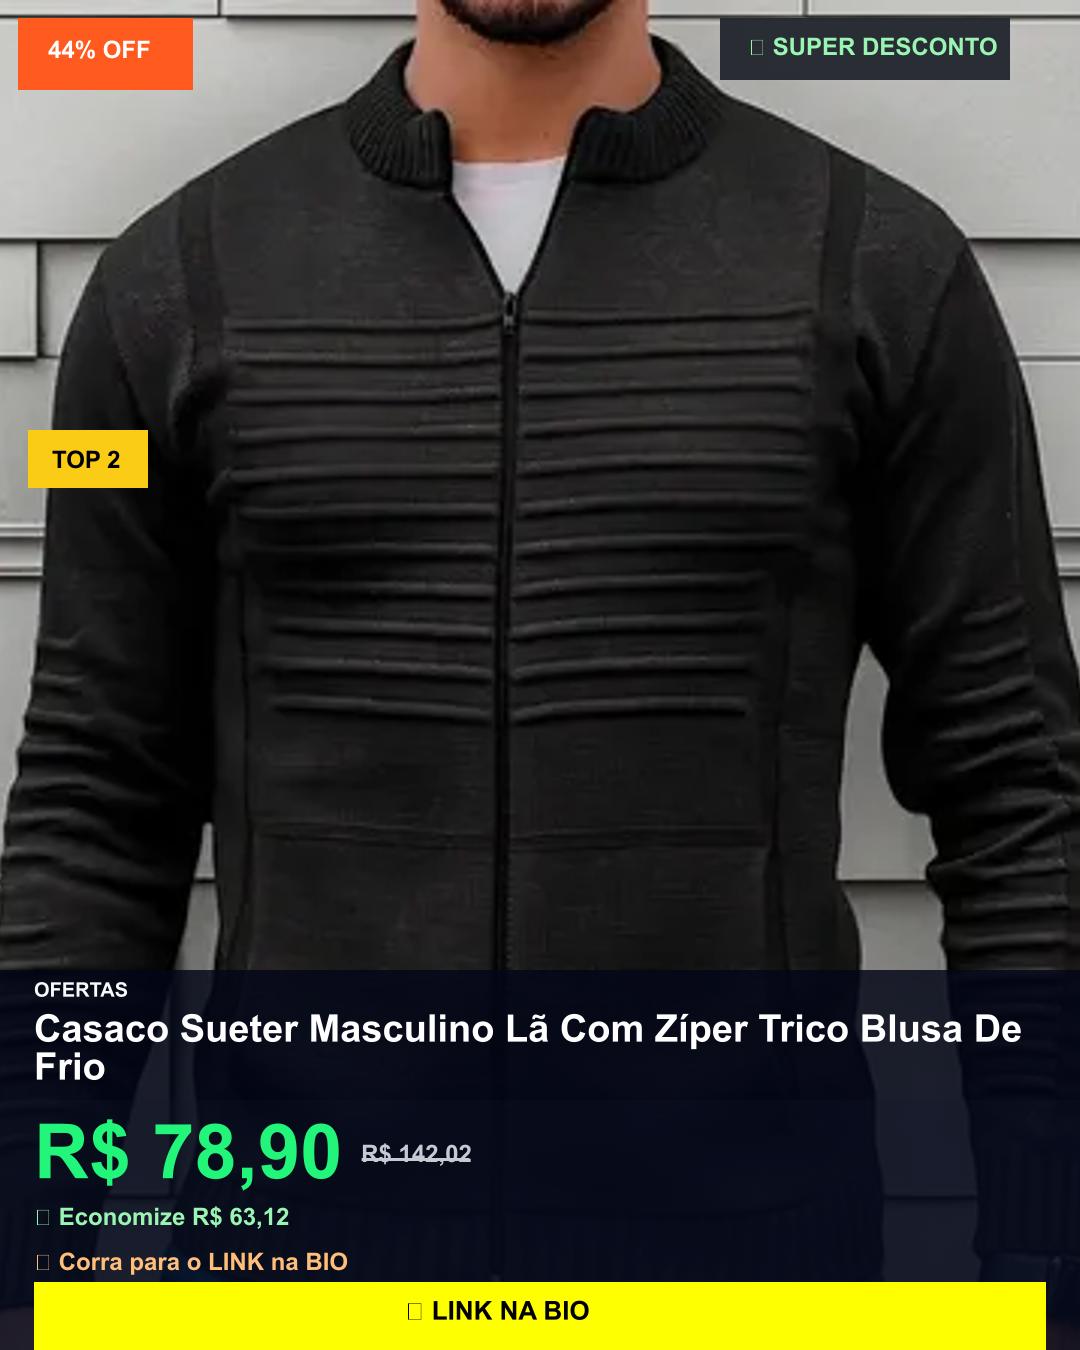 44% OFF
SUPER DESCONTO
TOP 2
OFERTAS
Casaco Sueter Masculino Lã Com Zíper Trico Blusa De
Frio
R$ 78,90 R$ 142,02
Economize R$ 63,12
Corra para o LINK na BIO
LINK NA BIO